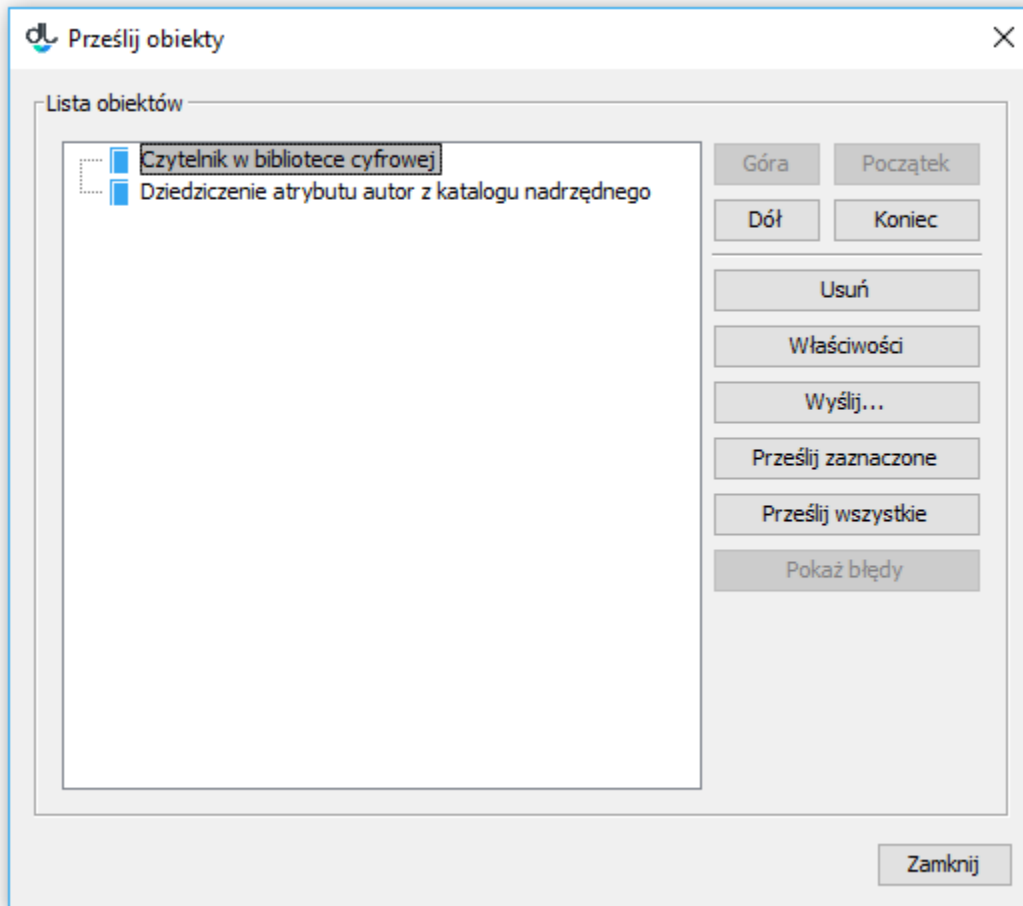 Prześlij obiekty
Lista obiektów
Czytelnik w bibliotece cyfrowej
Dziedziczenie atrybutu autor z katalogu nadrzędnego
Góra Początek
Dół Koniec
Usuń
Właściwości
Wyślij...
Prześlij zaznaczone
Prześlij wszystkie
Pokaż błędy
Zamknij